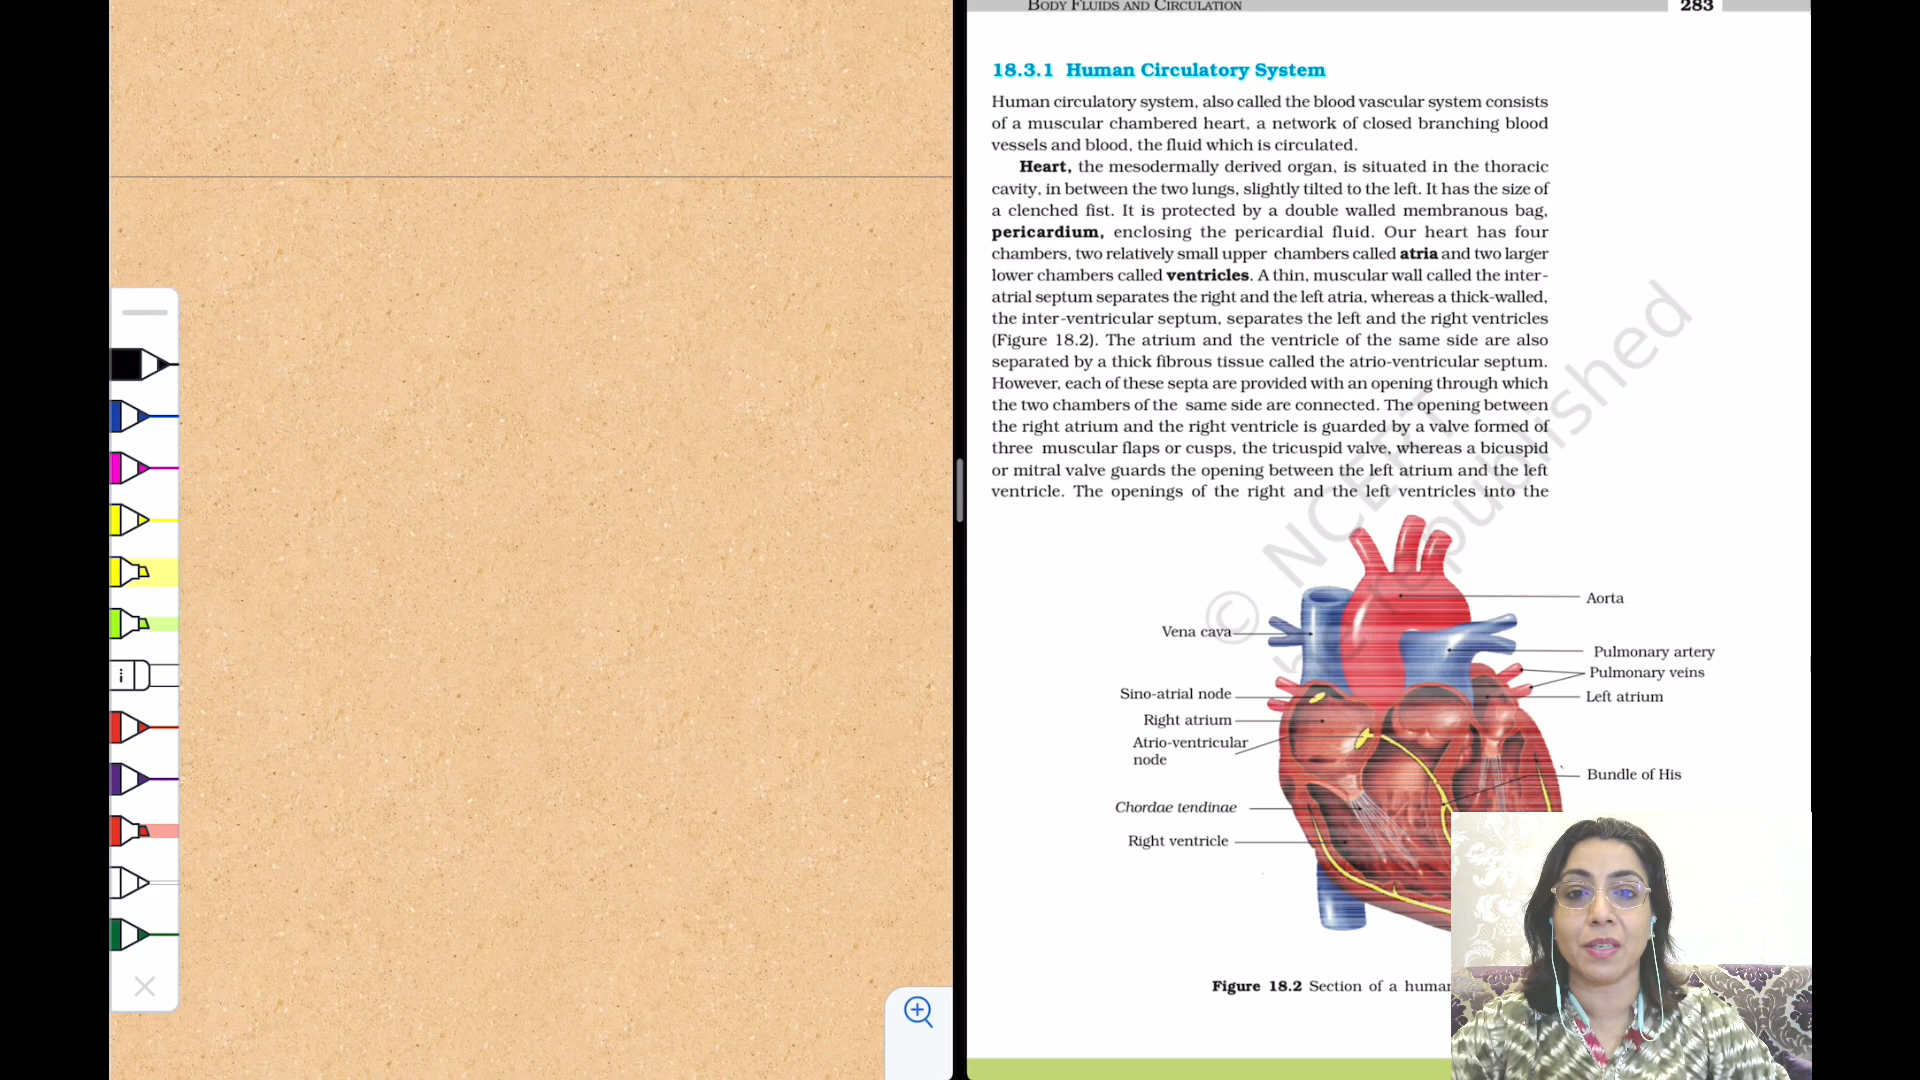 BODY FLUIDS AND CIRCULATION
283
18.3.1 Human Circulatory System
Human circulatory system, also called the blood vascular system consists
of a muscular chambered heart, a network of closed branching blood
vessels and blood, the fluid which is circulated.
Heart, the mesodermally derived organ, is situated in the thoracic
cavity, in between the two lungs, slightly tilted to the left. It has the size of
a clenched fist. It is protected by a double walled membranous bag,
pericardium, enclosing the pericardial fluid. Our heart has four
chambers, two relatively small upper chambers called atria and two larger
lower chambers called ventricles. A thin, muscular wall called the inter-
atrial septum separates the right and the left atria, whereas a thick-walled,
the inter-ventricular septum, separates the left and the right ventricles
(Figure 18.2). The atrium and the ventricle of the same side are also
separated by a thick fibrous tissue called the atrio-ventricular septum.
However, each of these septa are provided with an opening through which
the two chambers of the same side are connected. The opening between
the right atrium and the right ventricle is guarded by a valve formed of
three muscular flaps or cusps, the tricuspid valve, whereas a bicuspid
or mitral valve guards the opening between the left atrium and the left
ventricle. The openings of the right and the left ventricles into the
© NCERT
be republished
Aorta
Vena cava
Pulmonary artery
Pulmonary veins
Sino-atrial node
Left atrium
Right atrium
Atrio-ventricular
node
Bundle of His
Chordae tendinae
Right ventricle
Figure 18.2 Section of a human
i